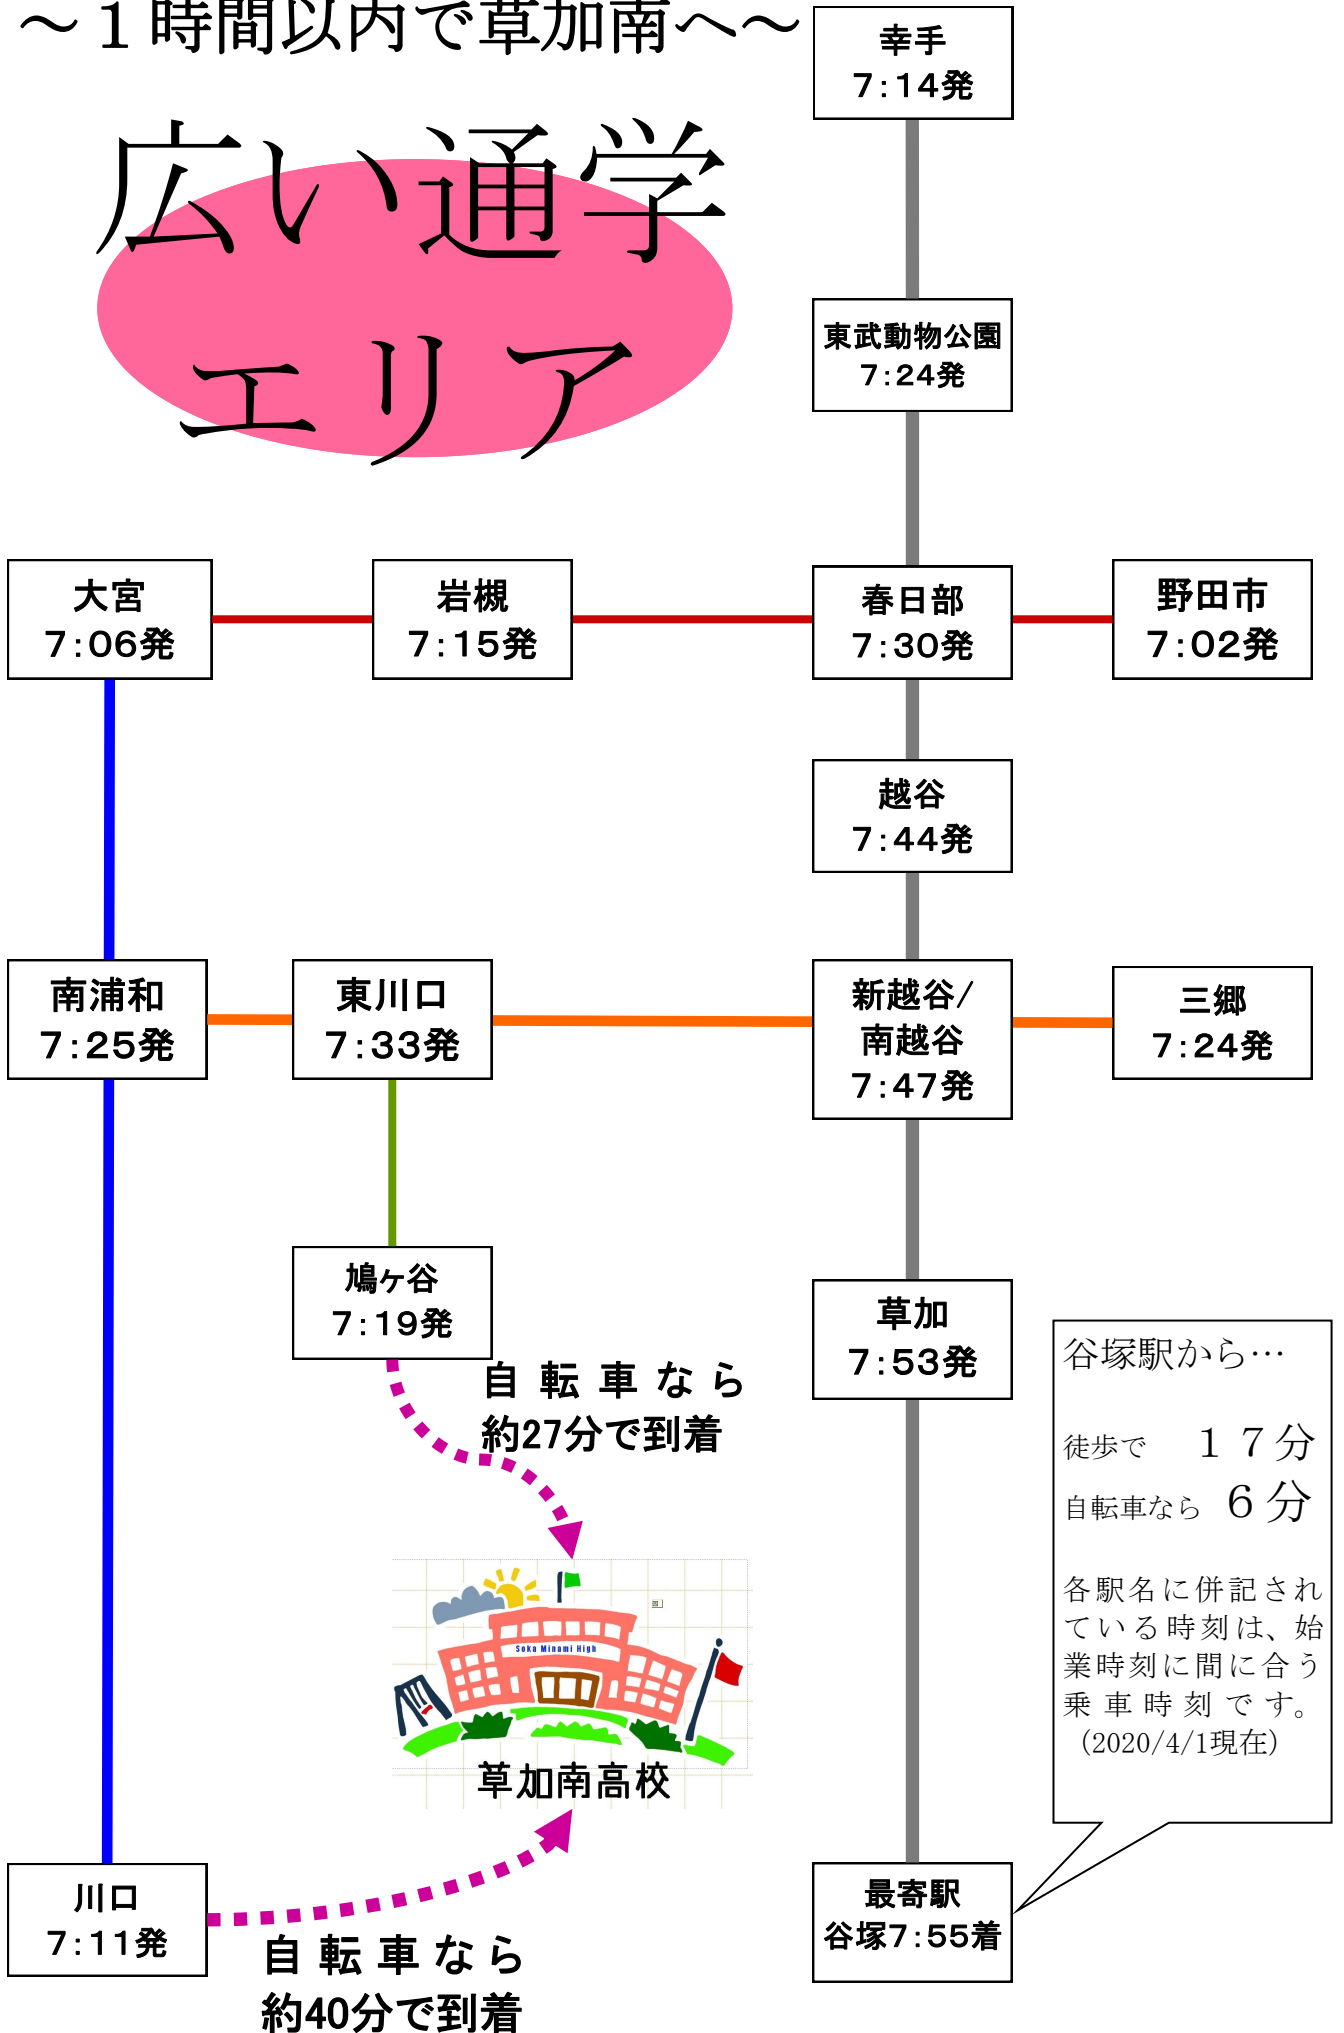 ～１時間以内で草加南へ～
広い通学
エリア
幸手
7:14発
東武動物公園
7:24発
大宮
7:06発
岩槻
7:15発
春日部
7:30発
野田市
7:02発
越谷
7:44発
南浦和
7:25発
東川口
7:33発
新越谷/
南越谷
7:47発
三郷
7:24発
鳩ヶ谷
7:19発
草加
7:53発
自転車なら
約27分で到着
谷塚駅から…
徒歩で　１７分
自転車なら ６分
各駅名に併記され
ている時刻は、始
業時刻に間に合う
乗車時刻です。
（2020/4/1現在）
Soka Minami High
草加南高校
川口
7:11発
自転車なら
約40分で到着
最寄駅
谷塚7:55着